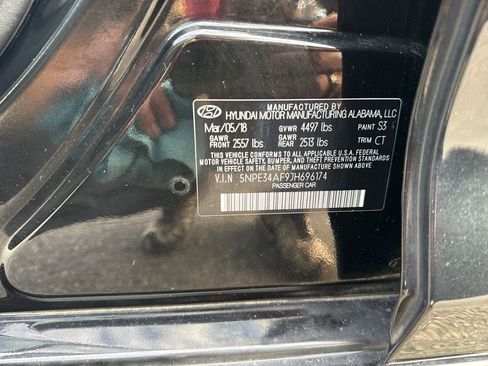 MANUFACTURED BY
HYUNDAI MOTOR MANUFACTURING ALABAMA, LLC
Mar/05/18 GVWR 4497 lbs PAINT S3
GAWR FRONT 2557 lbs GAWR REAR 2513 lbs TRIM CT
THIS VEHICLE CONFORMS TO ALL APPLICABLE U.S. FEDERAL
MOTOR VEHICLE SAFETY, BUMPER, AND THEFT PREVENTION
STANDARDS IN EFFECT ON THE DATE OF MANUFACTURE SHOWN ABOVE.
V.I.N 5NPE34AF9JH696174
PASSENGER CAR